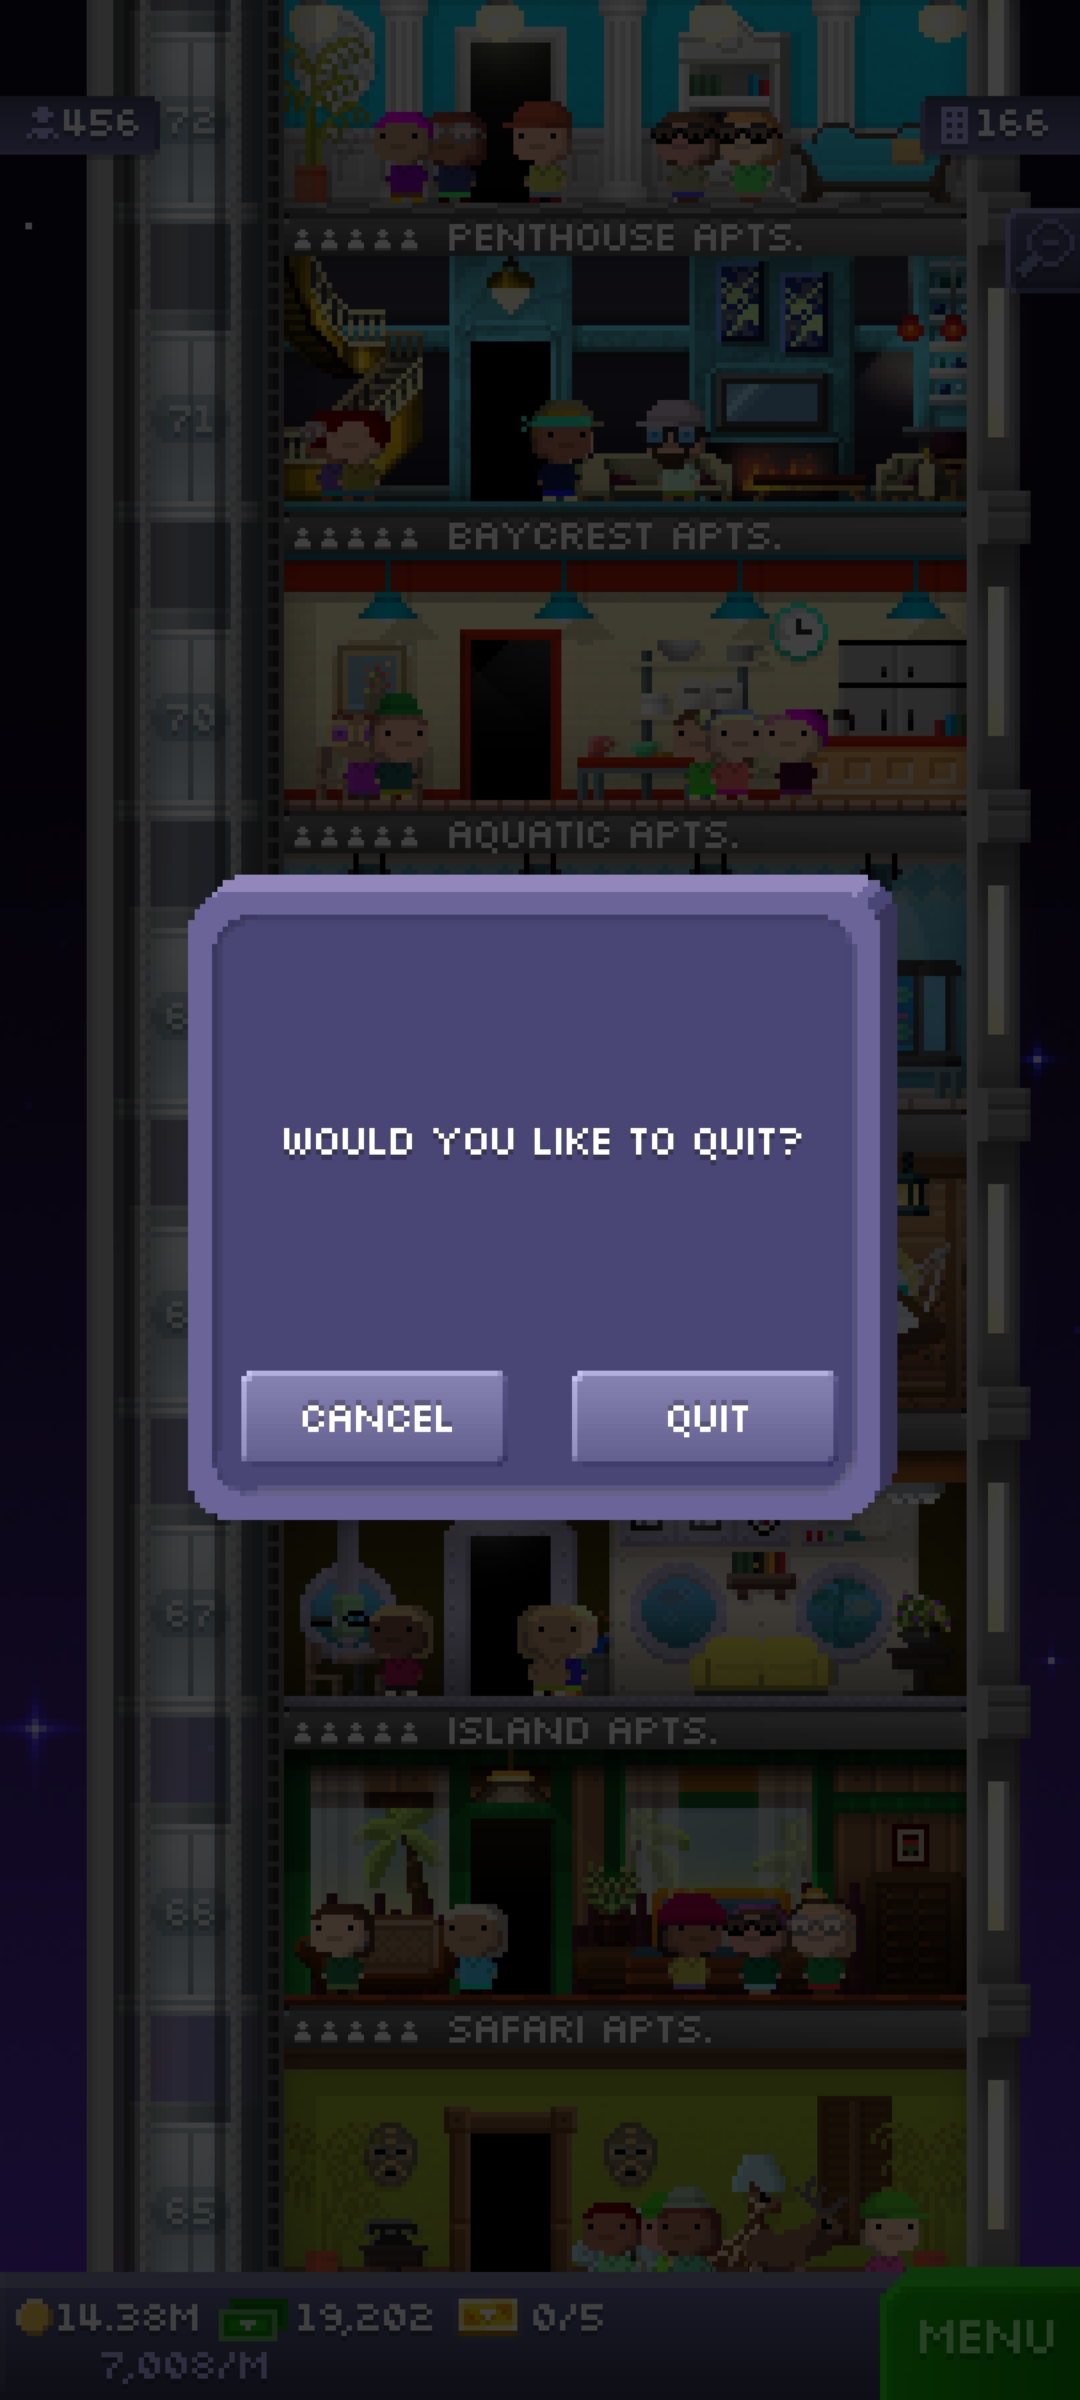 456
72
166
PENTHOUSE APTS.
71
BAYCREST APTS.
70
AQUATIC APTS.
WOULD YOU LIKE TO QUIT?
CANCEL
QUIT
67
ISLAND APTS.
66
SAFARI APTS.
65
14.38M
19,202
0/5
7,008/M
MENU